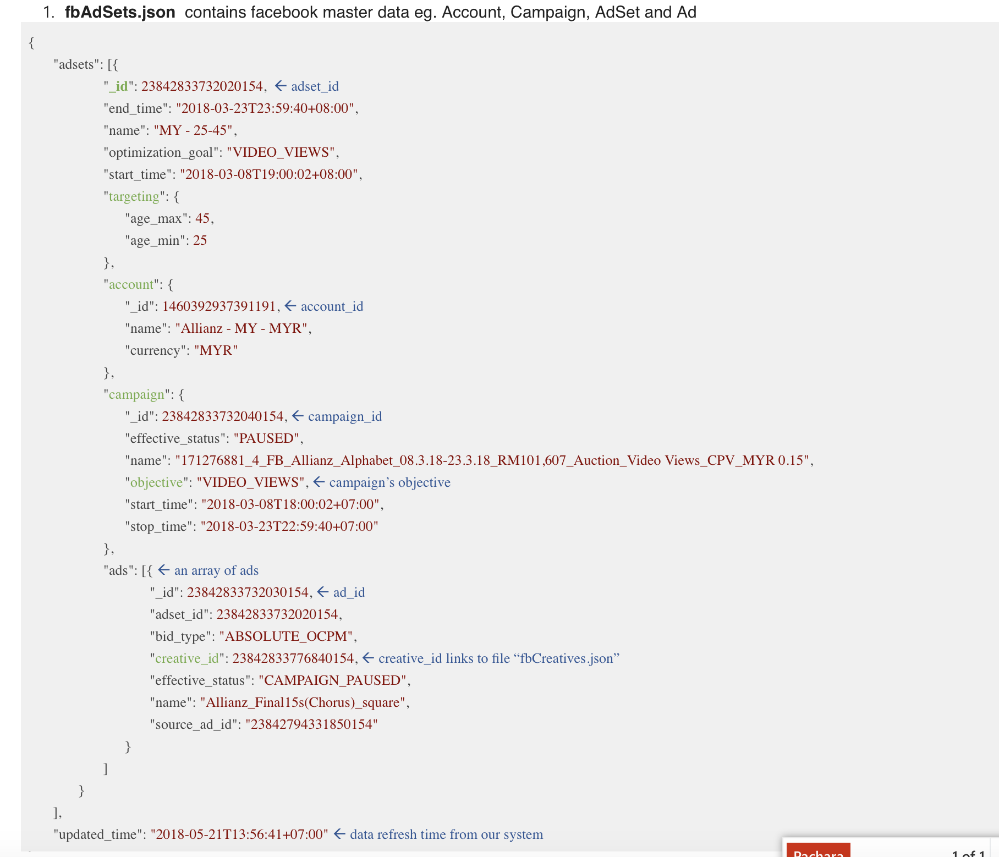 1. fbAdSets.json contains facebook master data eg. Account, Campaign, AdSet and Ad
{
"adsets": [{
"_id": 23842833732020154, ← adset_id
"end_time": "2018-03-23T23:59:40+08:00",
"name": "MY - 25-45",
"optimization_goal": "VIDEO_VIEWS",
"start_time": "2018-03-08T19:00:02+08:00",
"targeting": {
"age_max": 45,
"age_min": 25
},
"account": {
"_id": 1460392937391191, ← account_id
"name": "Allianz - MY - MYR",
"currency": "MYR"
},
"campaign": {
"_id": 23842833732040154, ← campaign_id
"effective_status": "PAUSED",
"name": "171276881_4_FB_Allianz_Alphabet_08.3.18-23.3.18_RM101,607_Auction_Video Views_CPV_MYR 0.15",
"objective": "VIDEO_VIEWS", ← campaign’s objective
"start_time": "2018-03-08T18:00:02+07:00",
"stop_time": "2018-03-23T22:59:40+07:00"
},
"ads": [{ ← an array of ads
"_id": 23842833732030154, ← ad_id
"adset_id": 23842833732020154,
"bid_type": "ABSOLUTE_OCPM",
"creative_id": 23842833776840154, ← creative_id links to file “fbCreatives.json”
"effective_status": "CAMPAIGN_PAUSED",
"name": "Allianz_Final15s(Chorus)_square",
"source_ad_id": "23842794331850154"
}
]
}
],
"updated_time": "2018-05-21T13:56:41+07:00" ← data refresh time from our system
Pachara 1 of 1